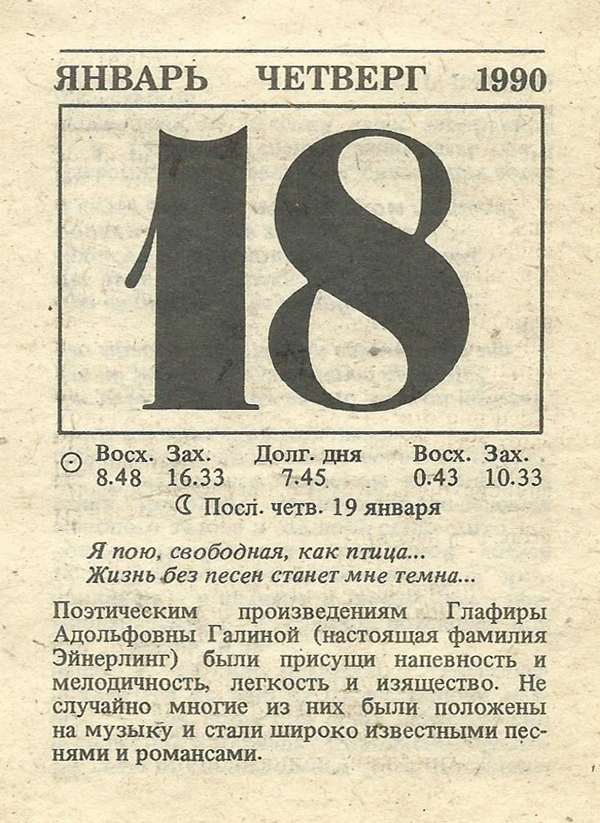 ЯНВАРЬ ЧЕТВЕРГ 1990
18
Восх. Зах. Долг. дня Восх. Зах.
8.48 16.33 7.45 0.43 10.33
Посл. четв. 19 января
Я пою, свободная, как птица...
Жизнь без песен станет мне темна...
Поэтическим произведениям Глафиры
Адольфовны Галиной (настоящая фамилия
Эйнерлинг) были присущи напевность и
мелодичность, легкость и изящество. Не
случайно многие из них были положены
на музыку и стали широко известными пес-
нями и романсами.